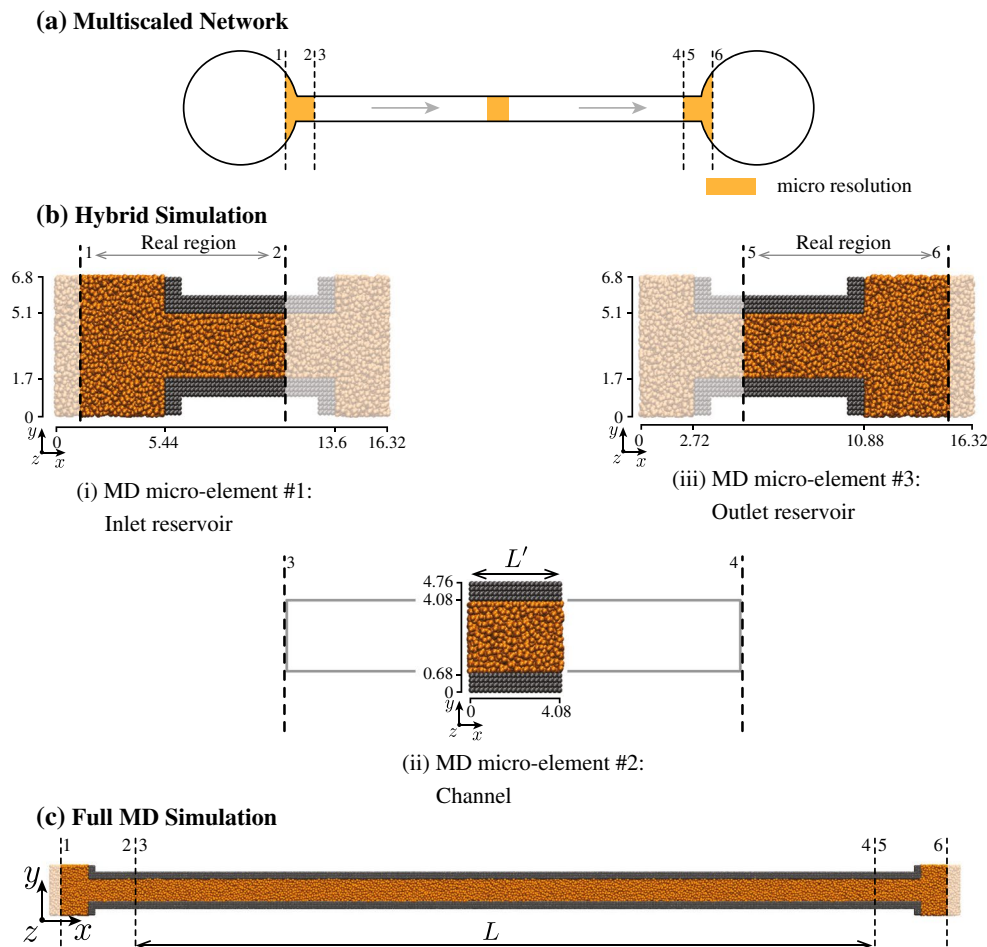 (a) Multiscaled Network
1 2 3 4 5 6
micro resolution
(b) Hybrid Simulation
1 Real region 2
6.8
5.1
1.7
0
y
z x
0 5.44 13.6 16.32
(i) MD micro-element #1:
Inlet reservoir
5 Real region 6
6.8
5.1
1.7
0
y
z x
0 2.72 10.88 16.32
(iii) MD micro-element #3:
Outlet reservoir
3 L′ 4
4.76
4.08
0.68
0
y
z x
0 4.08
(ii) MD micro-element #2:
Channel
(c) Full MD Simulation
1 2 3 4 5 6
y
z x
L